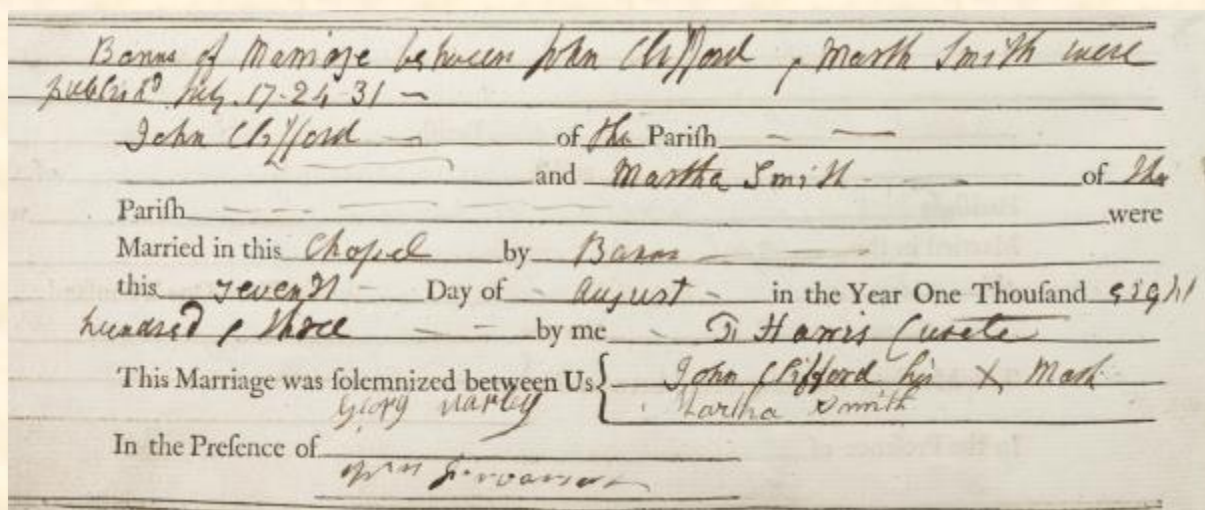 Banns of Marriage between John Clifford & Marth Smith were
publish'd July. 17-24-31 -
John Clifford - of the Parish - -
and Martha Smith - - of the
Parish - - - - - were
Married in this Chapel by Banns - - -
this Seventh - Day of - August - in the Year One Thousand eight
hundred & three - - by me - T. Harris Curate
This Marriage was solemnized between Us { John Clifford his X Mark
Georg Marley Martha Smith
In the Presence of
Wm